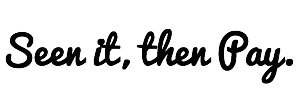 Seen it, then Pay.